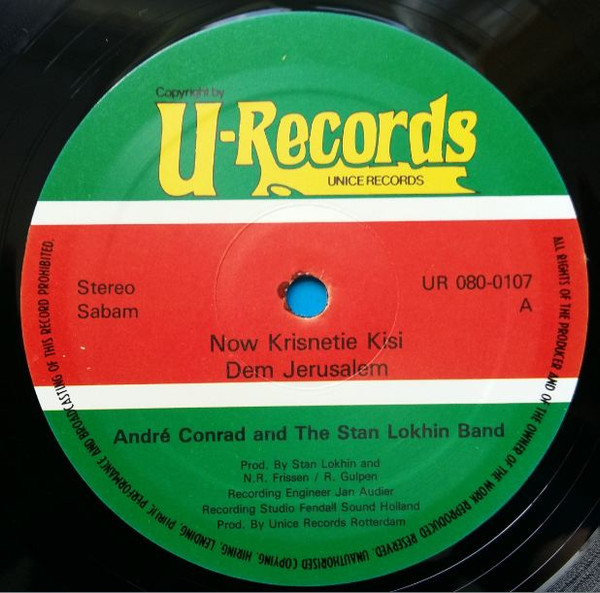 Copyright by
U-Records
UNICE RECORDS
Stereo
Sabam
UR 080-0107
A
Now Krisnetie Kisi
Dem Jerusalem
André Conrad and The Stan Lokhin Band
Prod. By Stan Lokhin and
N.R. Frissen / R. Gulpen
Recording Engineer Jan Audier
Recording Studio Fendall Sound Holland
Prod. By Unice Records Rotterdam
ALL RIGHTS OF THE PRODUCER AND OF THE OWNER OF THE WORK REPRODUCED RESERVED. UNAUTHORISED COPYING, HIRING, LENDING, PUBLIC PERFORMANCE AND BROADCASTING OF THIS RECORD PROHIBITED.